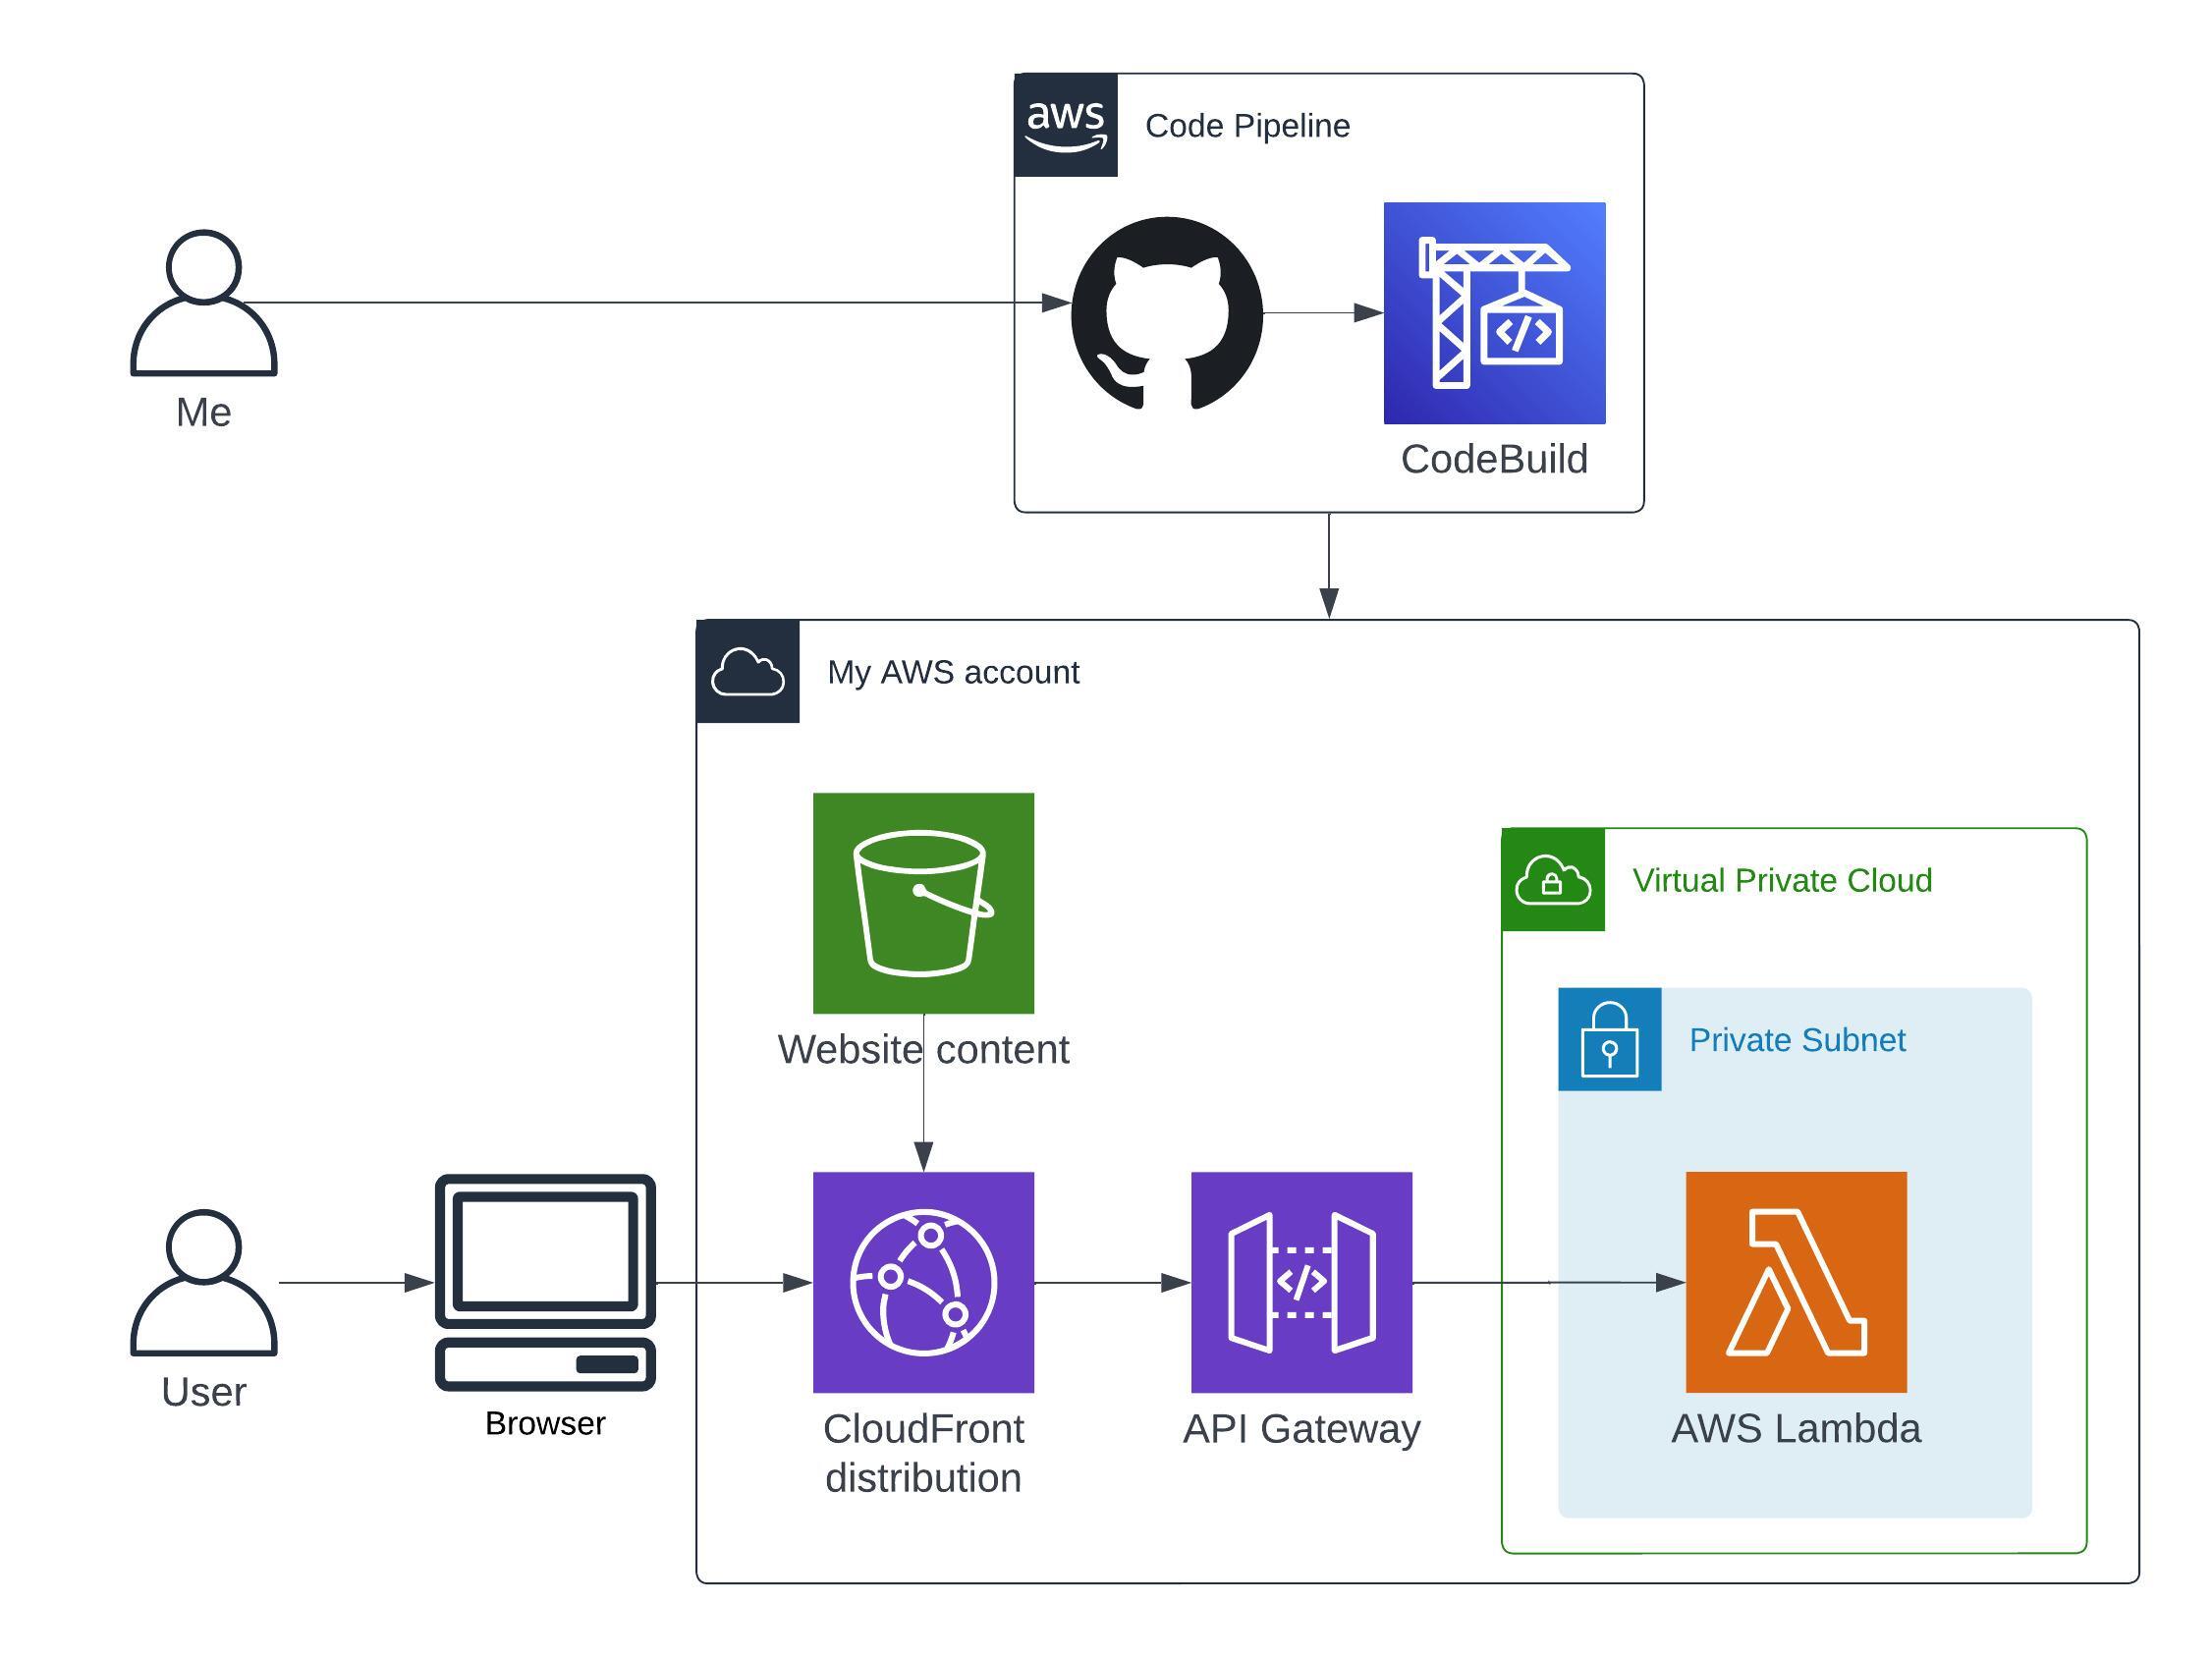 aws
Code Pipeline
Me
CodeBuild
My AWS account
Virtual Private Cloud
Website content
Private Subnet
User
Browser
CloudFront
distribution
API Gateway
AWS Lambda